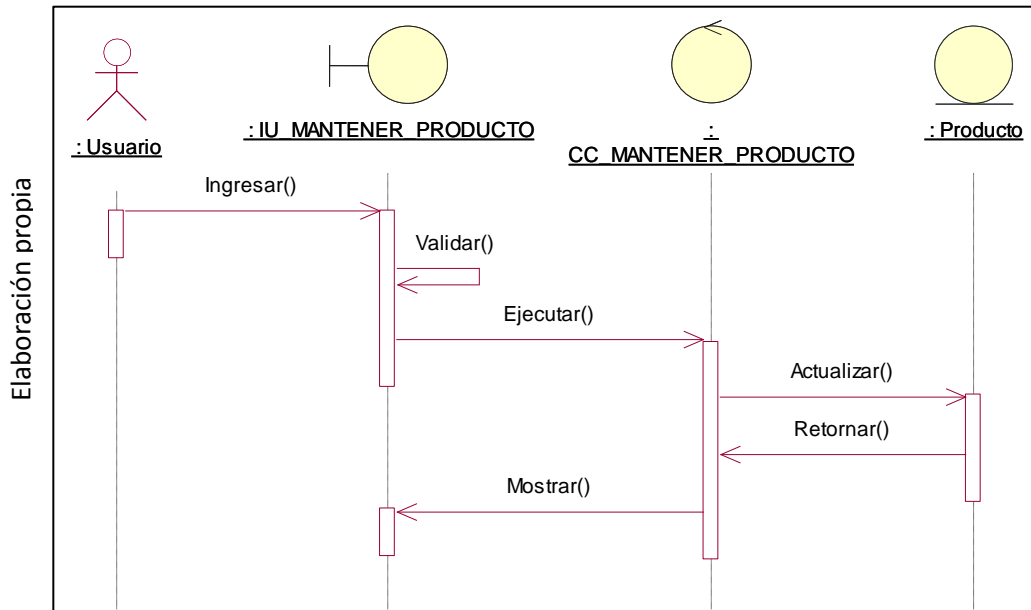 Elaboración propia
: Usuario
: IU_MANTENER_PRODUCTO
:
CC_MANTENER_PRODUCTO
: Producto
Ingresar()
Validar()
Ejecutar()
Actualizar()
Retornar()
Mostrar()